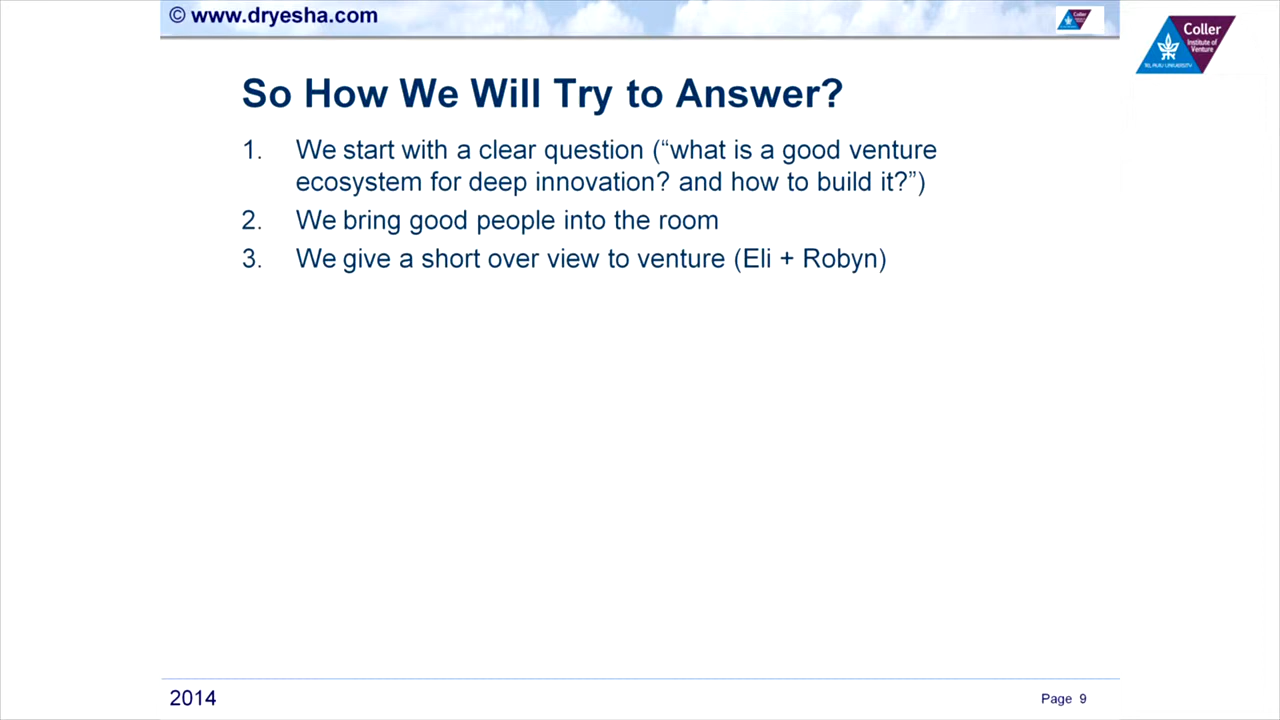 © www.dryesha.com
Coller
Institute of
Venture
TEL AVIV UNIVERSITY
So How We Will Try to Answer?
1. We start with a clear question (“what is a good venture
ecosystem for deep innovation? and how to build it?”)
2. We bring good people into the room
3. We give a short over view to venture (Eli + Robyn)
2014
Page 9